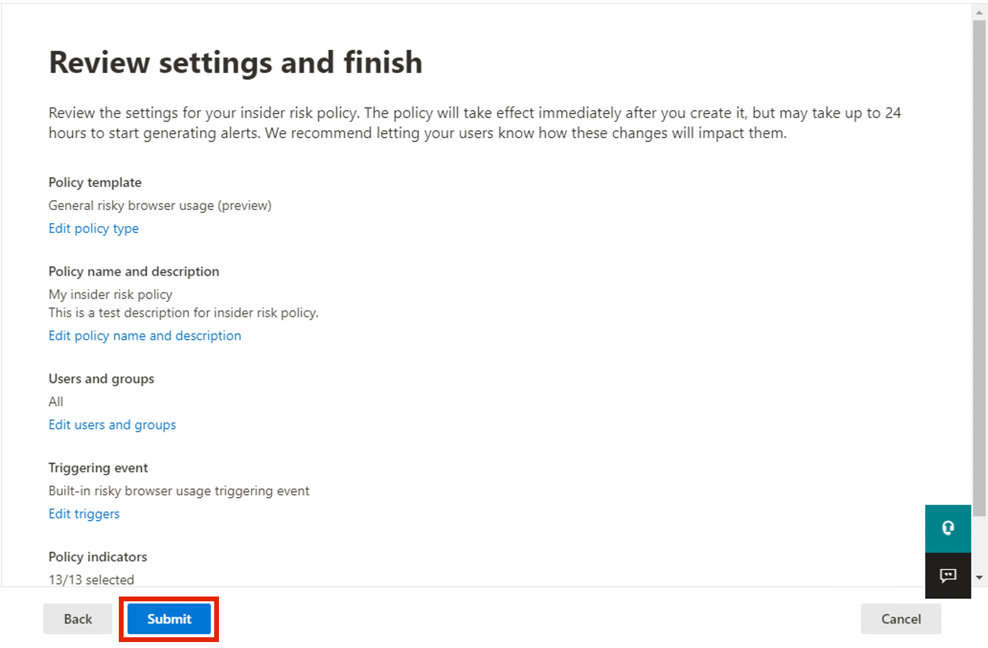 Review settings and finish
Review the settings for your insider risk policy. The policy will take effect immediately after you create it, but may take up to 24
hours to start generating alerts. We recommend letting your users know how these changes will impact them.
Policy template
General risky browser usage (preview)
Edit policy type
Policy name and description
My insider risk policy
This is a test description for insider risk policy.
Edit policy name and description
Users and groups
All
Edit users and groups
Triggering event
Built-in risky browser usage triggering event
Edit triggers
Policy indicators
13/13 selected
Back
Submit
Cancel